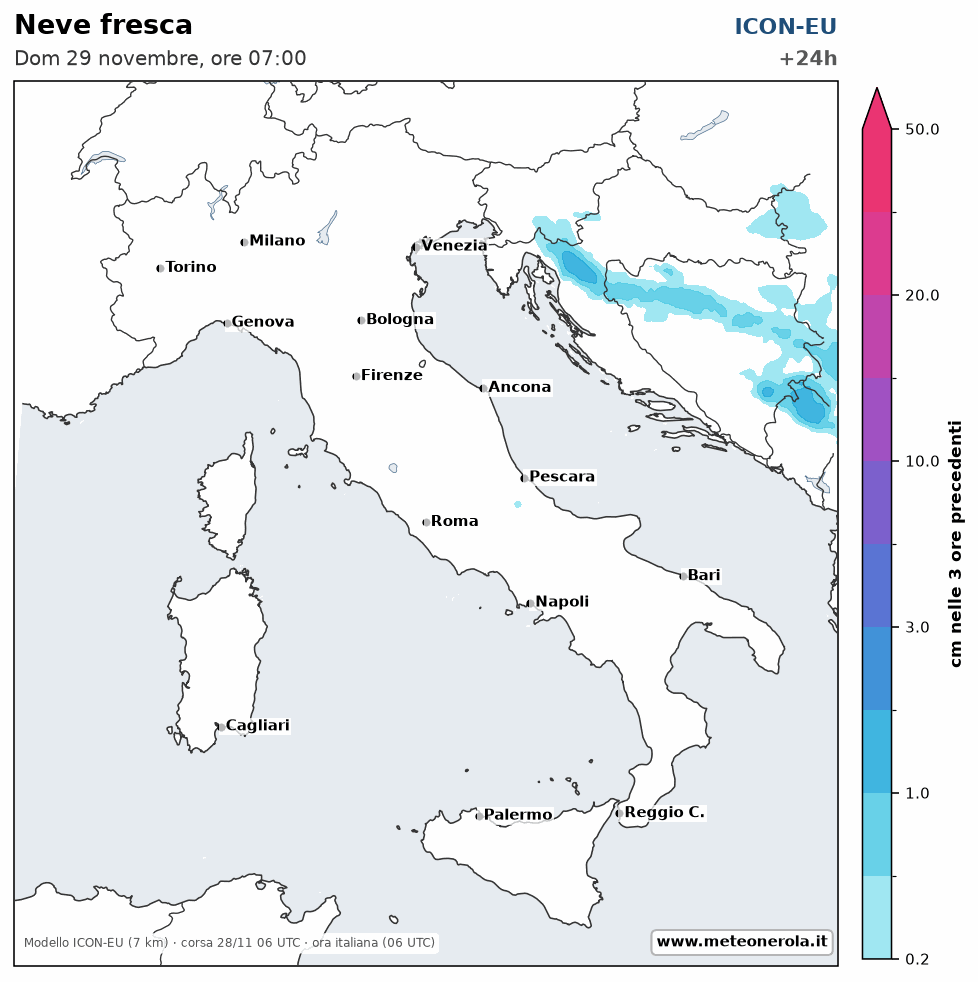 Neve fresca
ICON-EU
Dom 29 novembre, ore 07:00
+24h
50.0
20.0
10.0
3.0
1.0
0.2
cm nelle 3 ore precedenti
Milano
Venezia
Torino
Genova
Bologna
Firenze
Ancona
Pescara
Roma
Bari
Napoli
Cagliari
Palermo
Reggio C.
Modello ICON-EU (7 km) · corsa 28/11 06 UTC · ora italiana (06 UTC)
www.meteonerola.it